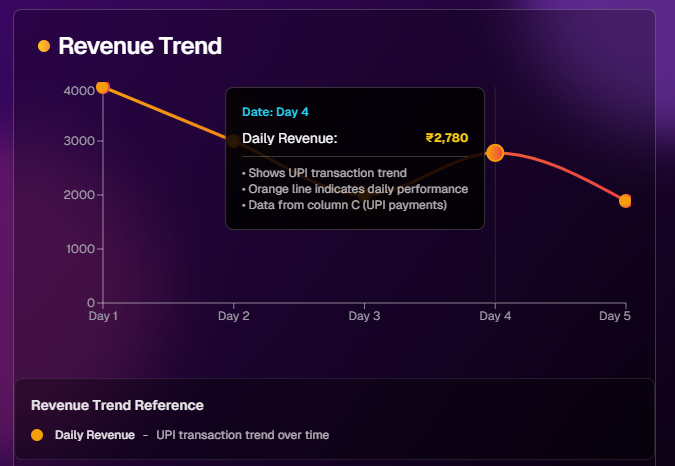 Revenue Trend
4000
3000
2000
1000
0
Day 1
Day 2
Day 3
Day 4
Day 5
Date: Day 4
Daily Revenue: ₹2,780
• Shows UPI transaction trend
• Orange line indicates daily performance
• Data from column C (UPI payments)
Revenue Trend Reference
Daily Revenue - UPI transaction trend over time